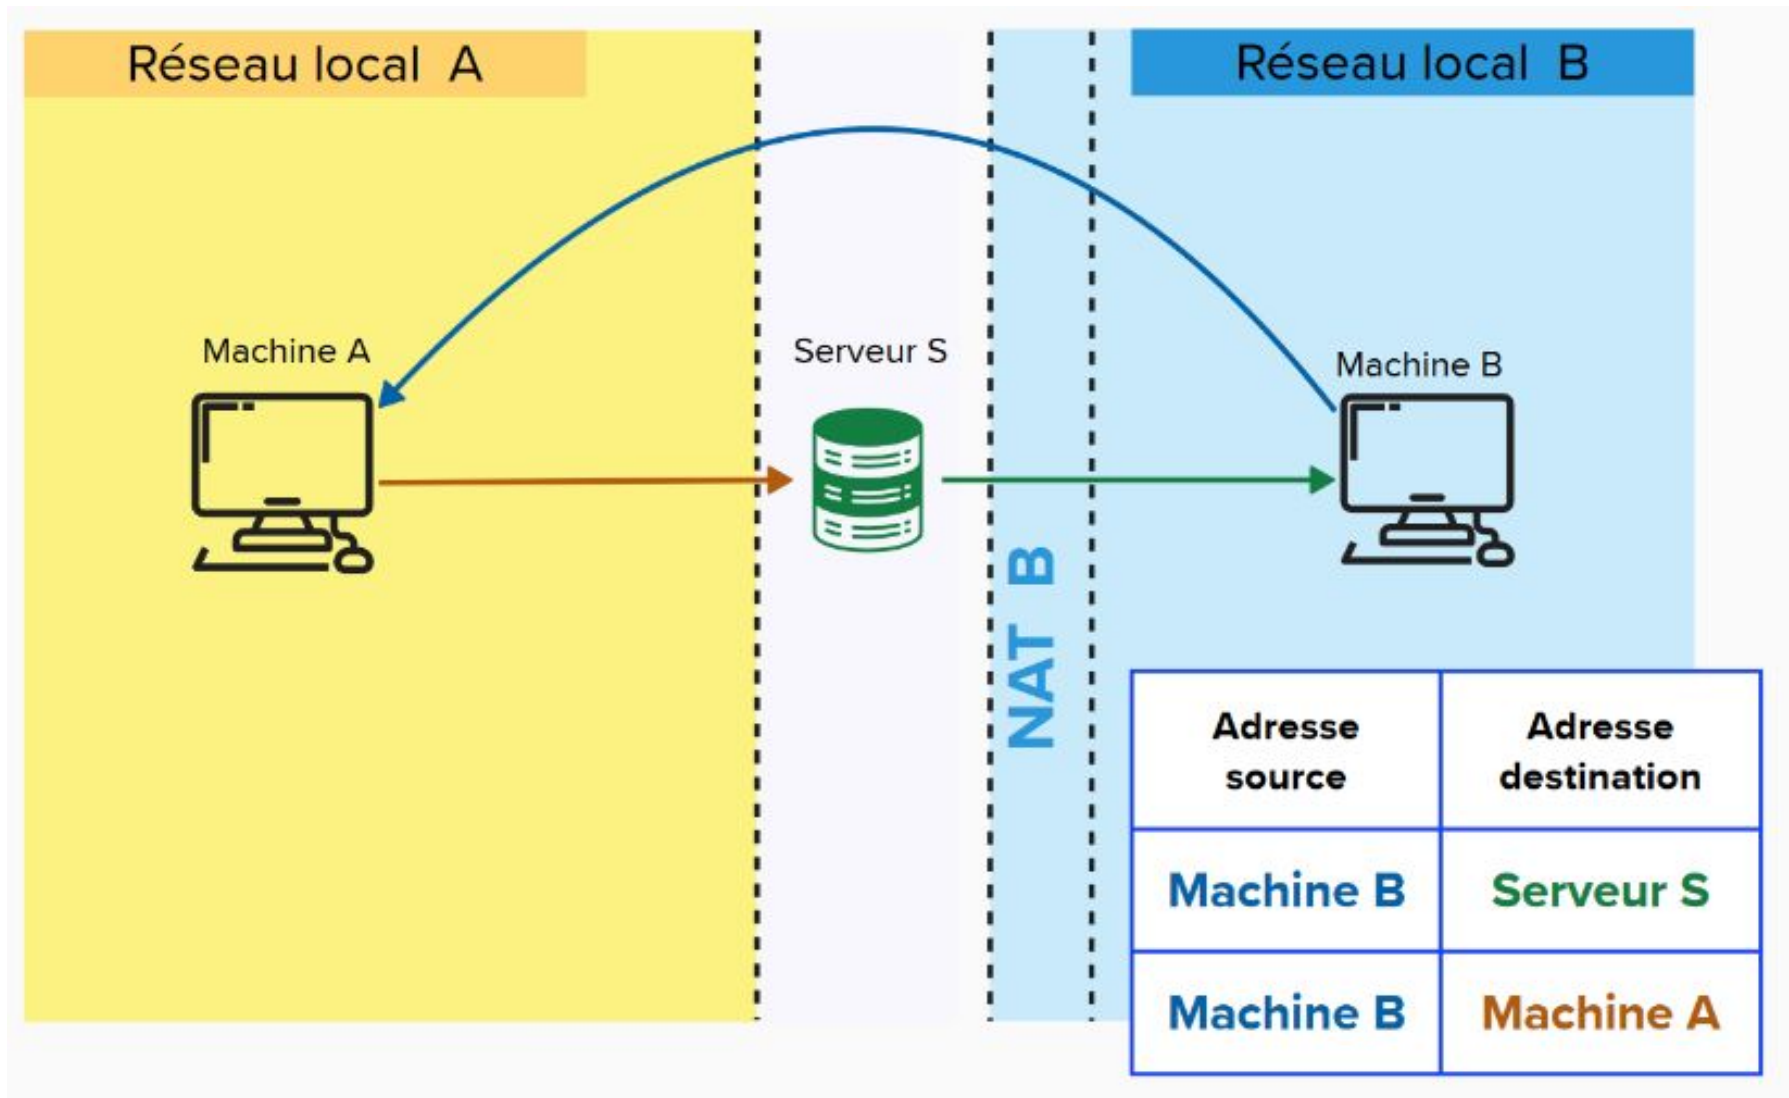 Réseau local A
Réseau local B
Machine A
Serveur S
Machine B
NAT B
Adresse
source
Adresse
destination
Machine B
Serveur S
Machine B
Machine A